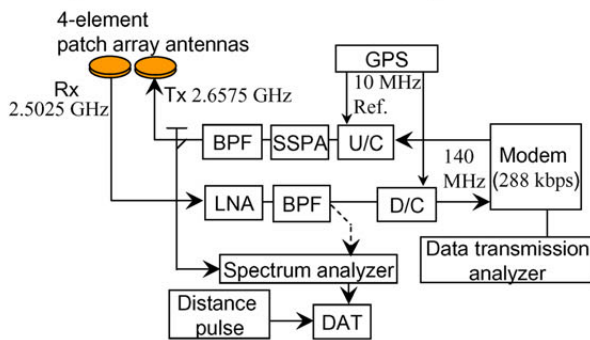 4-element
patch array antennas
Rx
2.5025 GHz
Tx 2.6575 GHz
GPS
10 MHz
Ref.
BPF
SSPA
U/C
140
MHz
Modem
(288 kbps)
LNA
BPF
D/C
Data transmission
analyzer
Spectrum analyzer
Distance
pulse
DAT